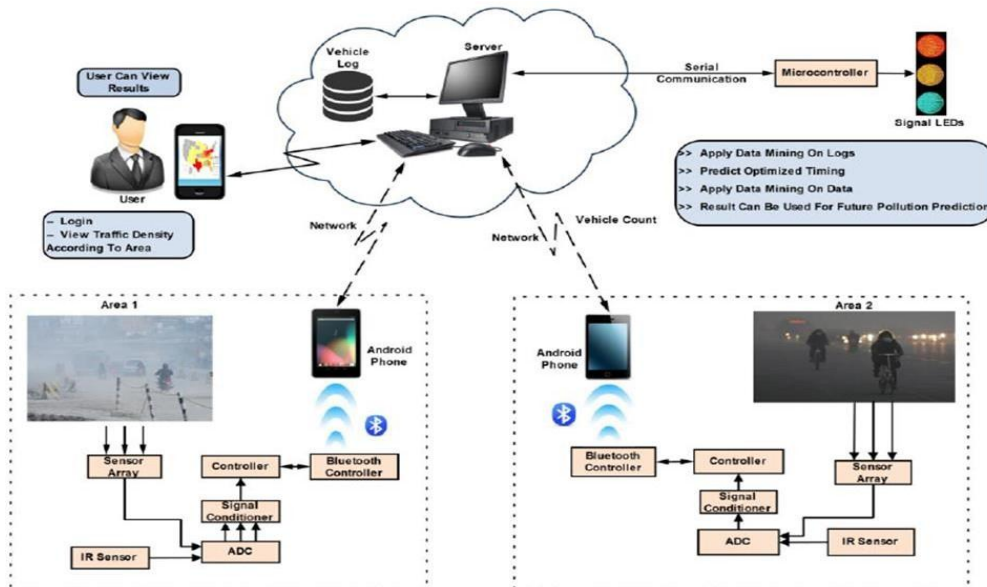 Vehicle
Log
Server
Serial
Communication
Microcontroller
Signal LEDs
User Can View
Results
User
– Login
– View Traffic Density
According To Area
>> Apply Data Mining On Logs
>> Predict Optimized Timing
>> Apply Data Mining On Data
>> Result Can Be Used For Future Pollution Prediction
Network
Network
Vehicle Count
Area 1
Android
Phone
Sensor
Array
Controller
Bluetooth
Controller
Signal
Conditioner
IR Sensor
ADC
Area 2
Android
Phone
Bluetooth
Controller
Controller
Sensor
Array
Signal
Conditioner
ADC
IR Sensor